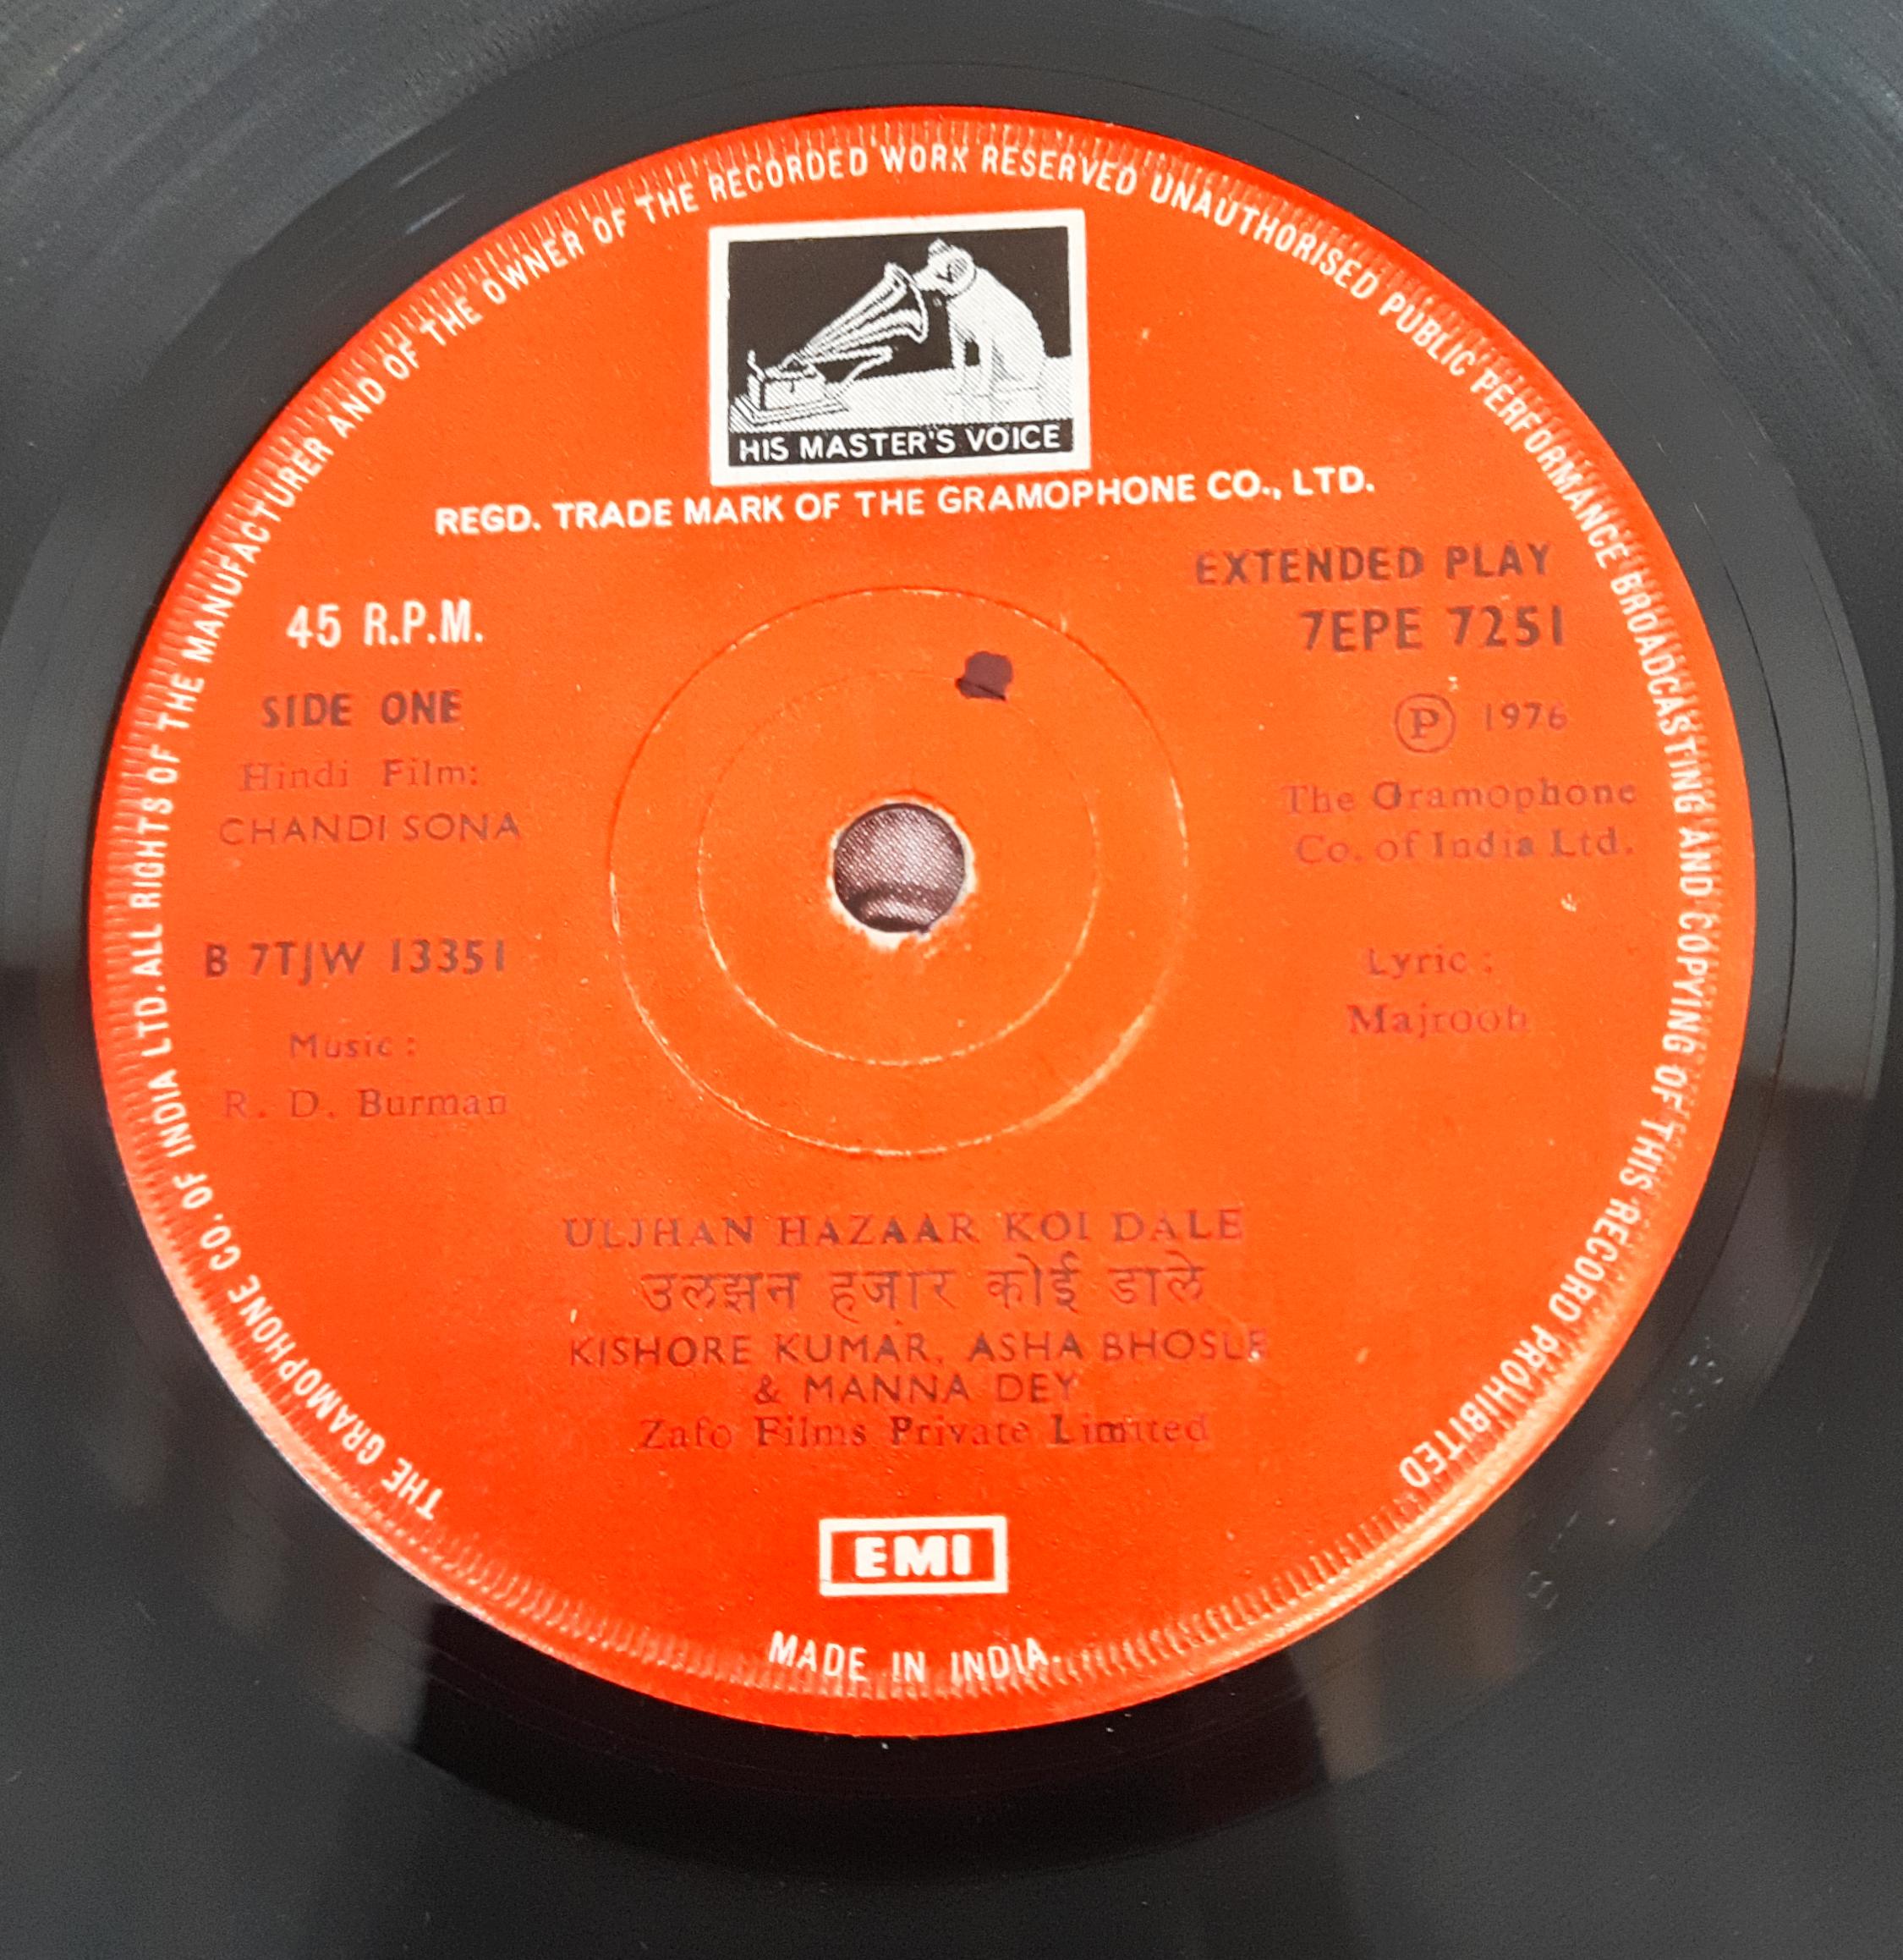 THE GRAMOPHONE CO. OF INDIA LTD. ALL RIGHTS OF THE MANUFACTURER AND OF THE OWNER OF THE RECORDED WORK RESERVED UNAUTHORISED PUBLIC PERFORMANCE BROADCASTING AND COPYING OF THIS RECORD PROHIBITED
HIS MASTER'S VOICE
REGD. TRADE MARK OF THE GRAMOPHONE CO., LTD.
EXTENDED PLAY
45 R.P.M.
7EPE 7251
SIDE ONE
Ⓟ 1976
Hindi Film:
CHANDI SONA
The Gramophone
Co. of India Ltd.
B 7TJW 13351
Lyric :
Majrooh
Music :
R. D. Burman
ULJHAN HAZAAR KOI DALE
उलझन हजार कोई डाले
KISHORE KUMAR, ASHA BHOSLE
& MANNA DEY
Zafo Films Private Limited
EMI
MADE IN INDIA.